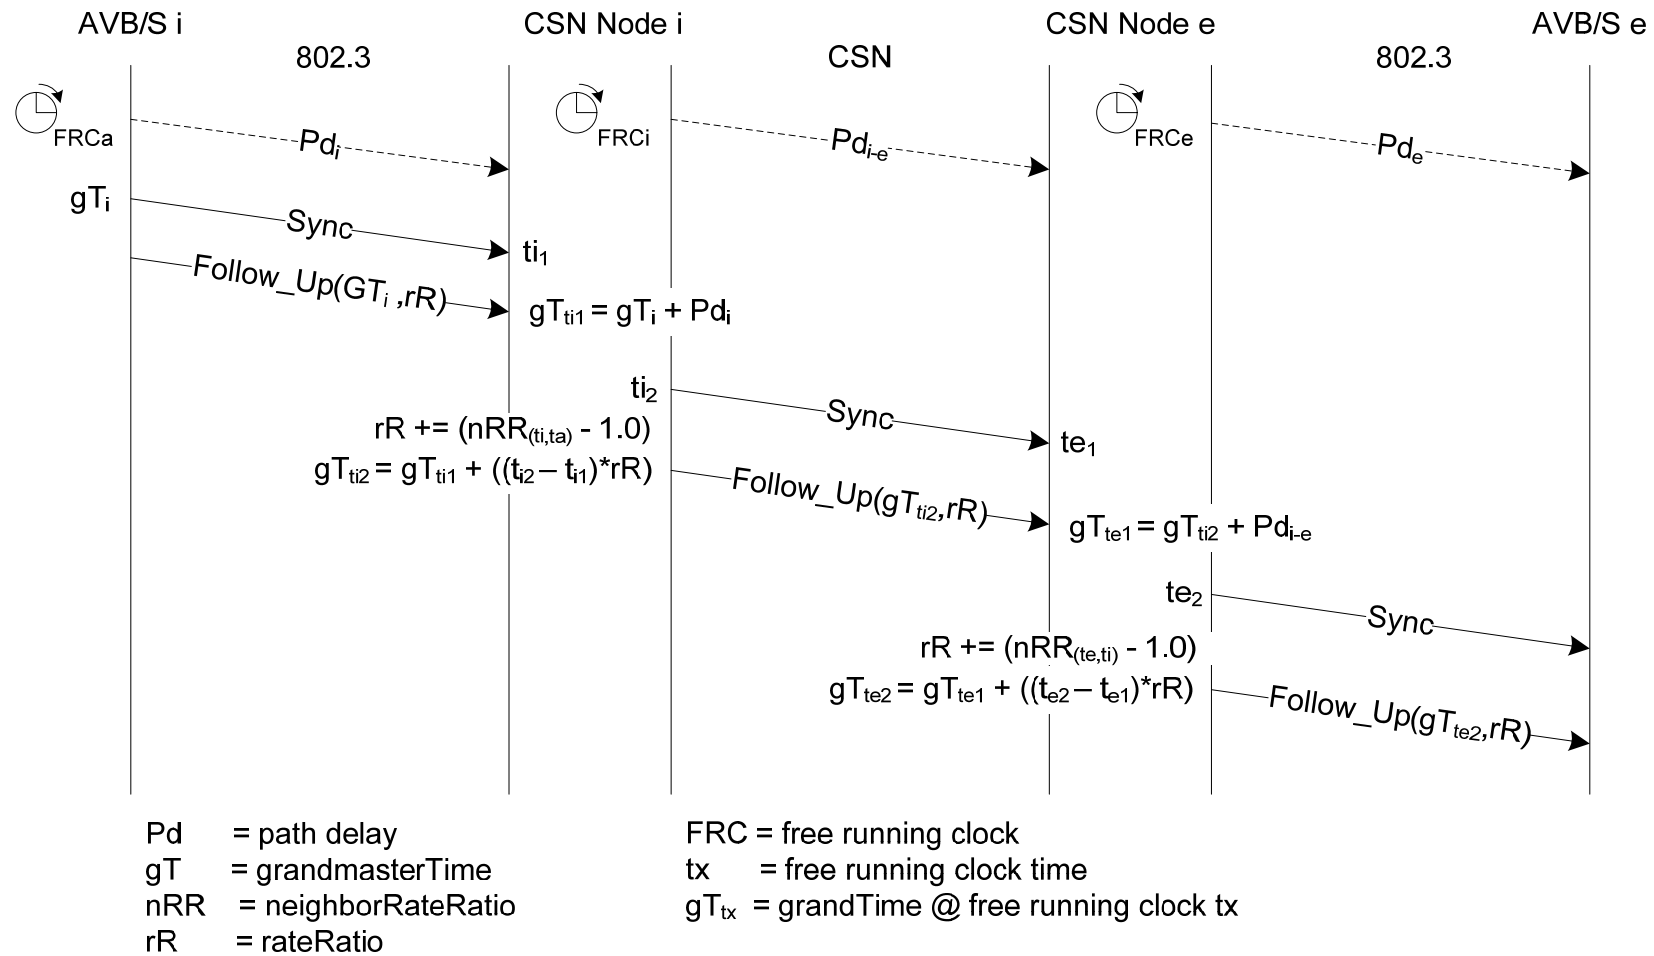 AVB/S i CSN Node i CSN Node e AVB/S e
802.3 CSN 802.3
FRCa FRCi FRCe
Pdi Pdi-e Pde
gTi
Sync
ti1
Follow_Up(GTi ,rR)
gTti1 = gTi + Pdi
ti2
Sync
rR += (nRR(ti,ta) - 1.0)
te1
gTti2 = gTti1 + ((ti2 – ti1)*rR)
Follow_Up(gTti2,rR)
gTte1 = gTti2 + Pdi-e
te2
Sync
rR += (nRR(te,ti) - 1.0)
gTte2 = gTte1 + ((te2 – te1)*rR)
Follow_Up(gTte2,rR)
Pd = path delay
gT = grandmasterTime
nRR = neighborRateRatio
rR = rateRatio
FRC = free running clock
tx = free running clock time
gTtx = grandTime @ free running clock tx